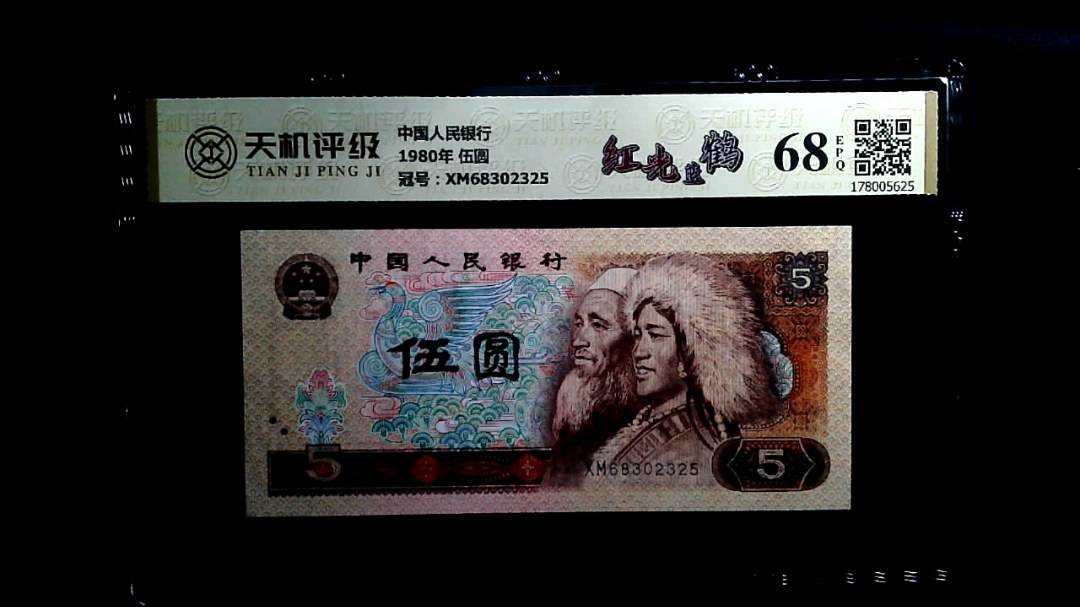 天机评级
TIAN JI PING JI
中国人民银行
1980年 伍圆
冠号：XM68302325
红光蓝鹤
68
EPQ
178005625
中国人民银行
5
伍圆
5
XM68302325
5